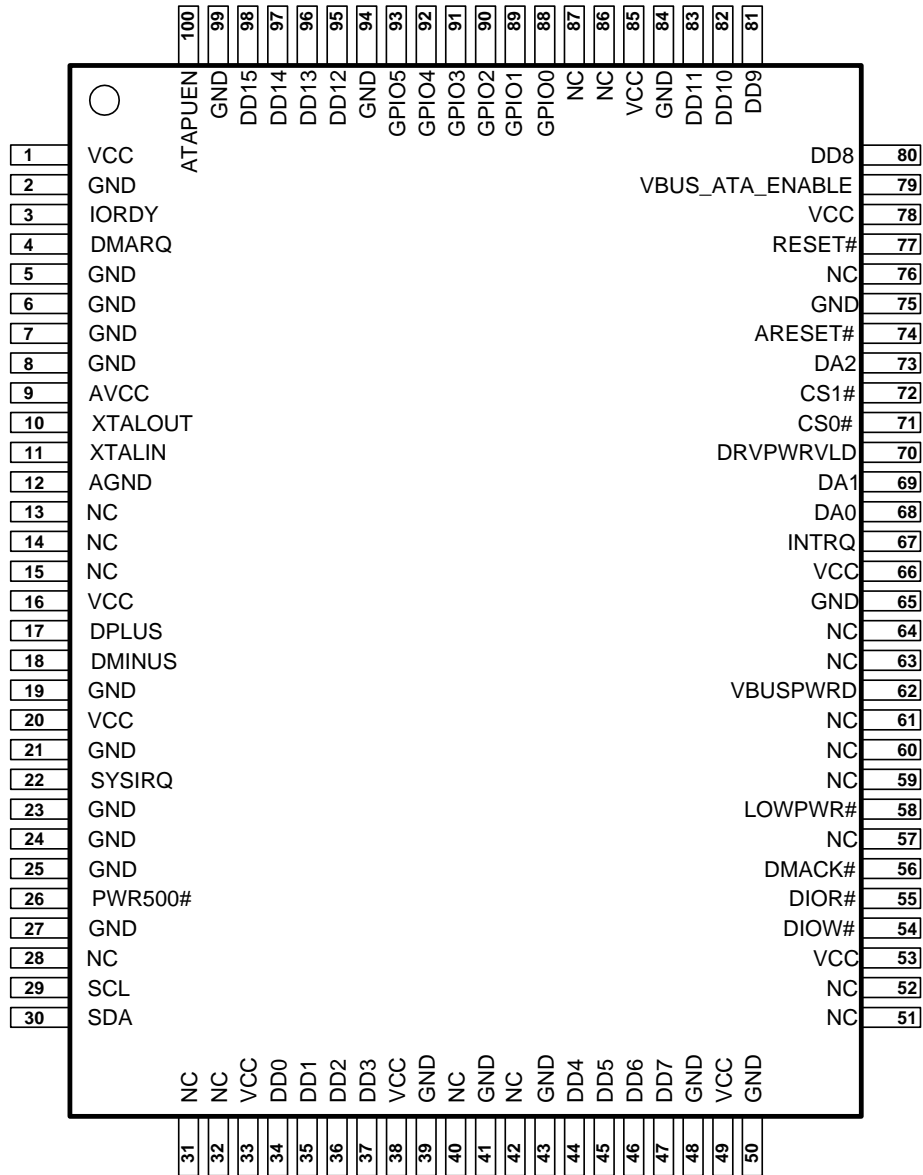 100 99 98 97 96 95 94 93 92 91 90 89 88 87 86 85 84 83 82 81
ATAPUEN GND DD15 DD14 DD13 DD12 GND GPIO5 GPIO4 GPIO3 GPIO2 GPIO1 GPIO0 NC NC VCC GND DD11 DD10 DD9
1 VCC DD8 80
2 GND VBUS_ATA_ENABLE 79
3 IORDY VCC 78
4 DMARQ RESET# 77
5 GND NC 76
6 GND GND 75
7 GND ARESET# 74
8 GND DA2 73
9 AVCC CS1# 72
10 XTALOUT CS0# 71
11 XTALIN DRVPWRVLD 70
12 AGND DA1 69
13 NC DA0 68
14 NC INTRQ 67
15 NC VCC 66
16 VCC GND 65
17 DPLUS NC 64
18 DMINUS NC 63
19 GND VBUSPWRD 62
20 VCC NC 61
21 GND NC 60
22 SYSIRQ NC 59
23 GND LOWPWR# 58
24 GND NC 57
25 GND DMACK# 56
26 PWR500# DIOR# 55
27 GND DIOW# 54
28 NC VCC 53
29 SCL NC 52
30 SDA NC 51
NC NC VCC DD0 DD1 DD2 DD3 VCC GND NC GND NC GND DD4 DD5 DD6 DD7 GND VCC GND
31 32 33 34 35 36 37 38 39 40 41 42 43 44 45 46 47 48 49 50